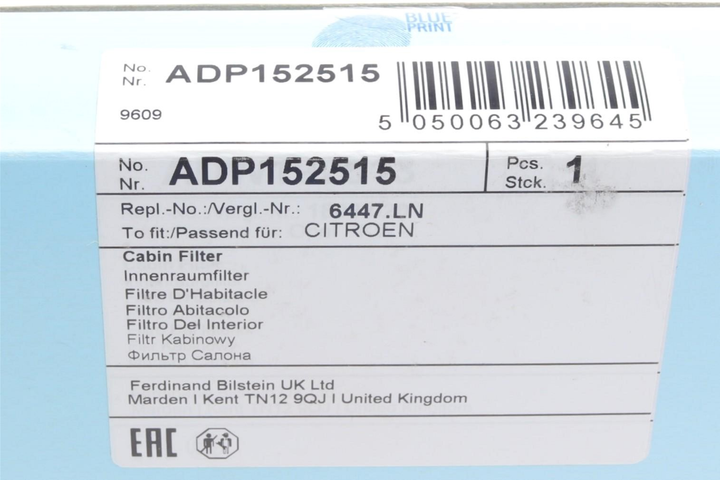 BLUE
PRINT
No.
Nr. ADP152515
9609
5 050063 239645
No.
Nr. ADP152515
Pcs.
Stck. 1
Repl.-No.:/Vergl.-Nr.: 6447.LN
To fit:/Passend für: CITROEN
Cabin Filter
Innenraumfilter
Filtre D'Habitacle
Filtro Abitacolo
Filtro Del Interior
Filtr Kabinowy
Фильтр Салона
Ferdinand Bilstein UK Ltd
Marden I Kent TN12 9QJ I United Kingdom
EAC